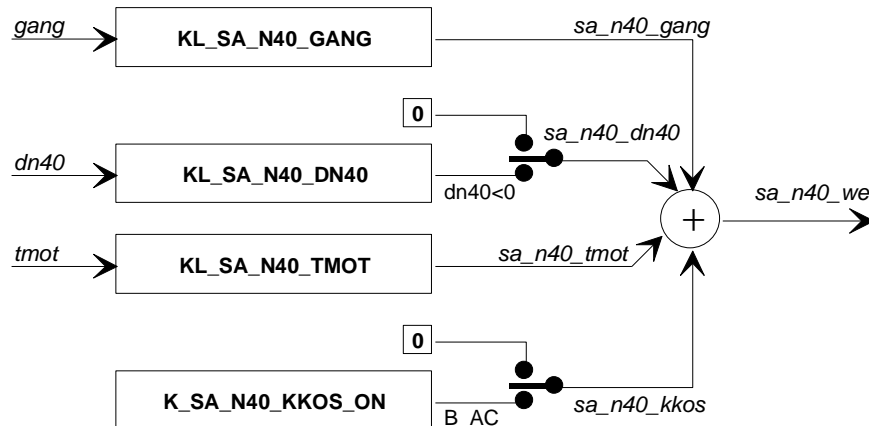 gang
KL_SA_N40_GANG
sa_n40_gang
0
sa_n40_dn40
dn40
KL_SA_N40_DN40
dn40<0
sa_n40_we
+
tmot
KL_SA_N40_TMOT
sa_n40_tmot
0
K_SA_N40_KKOS_ON
B_AC
sa_n40_kkos